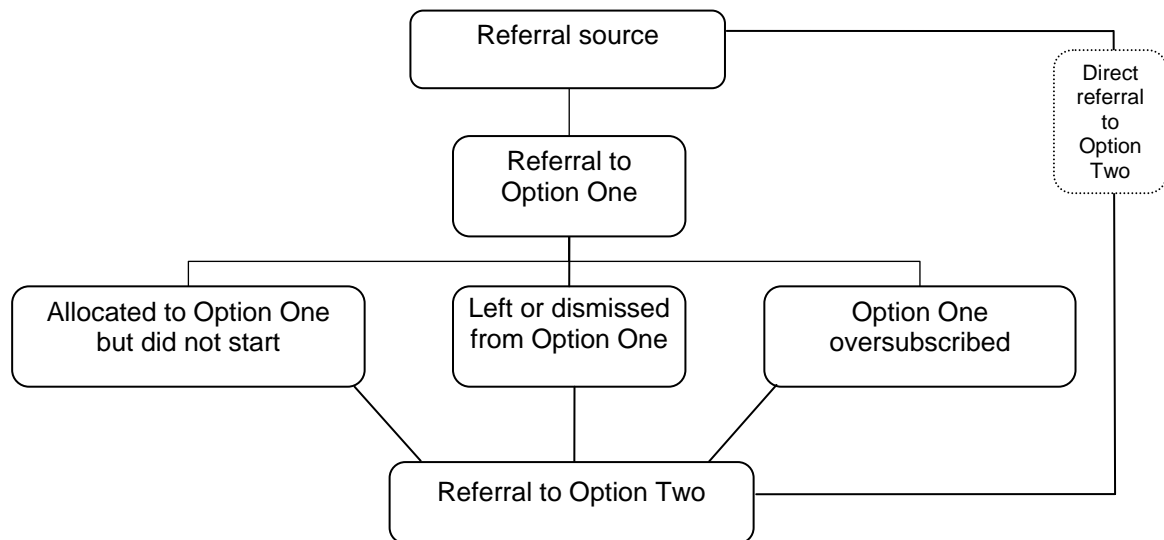 Referral source
Direct
referral
to
Option
Two
Referral to
Option One
Allocated to Option One
but did not start
Left or dismissed
from Option One
Option One
oversubscribed
Referral to Option Two